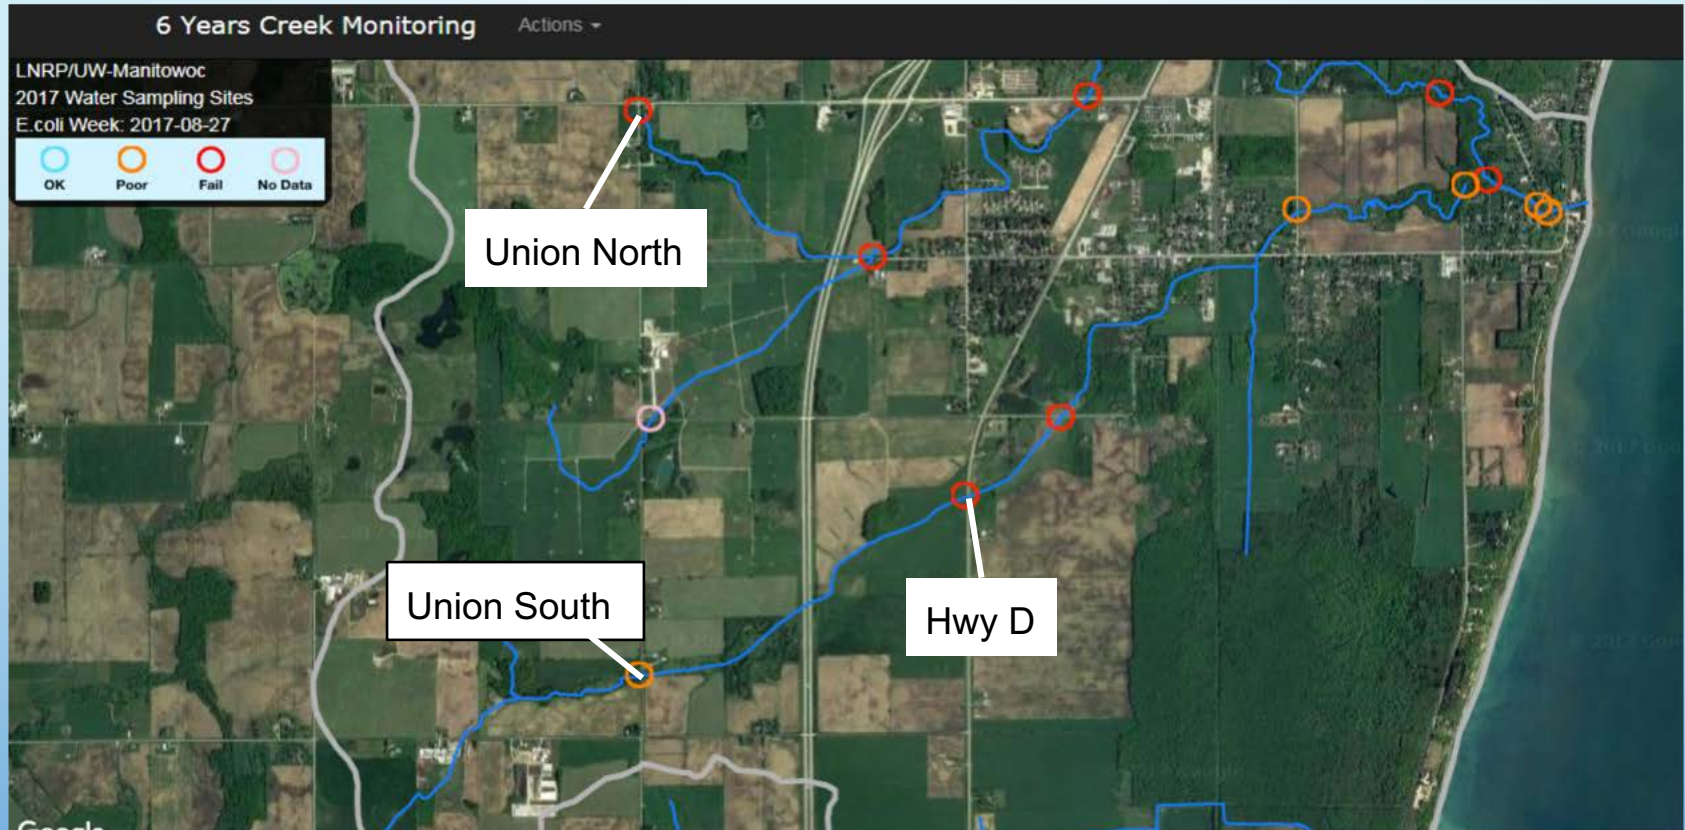 6 Years Creek Monitoring Actions
LNRP/UW-Manitowoc
2017 Water Sampling Sites
E.coli Week: 2017-08-27
OK Poor Fail No Data
Union North
Union South
Hwy D
Google